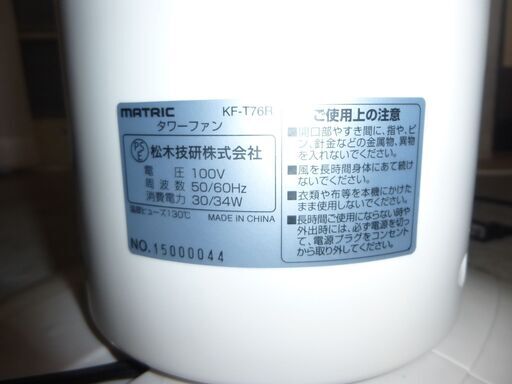 MATRIC KF-T76R
タワーファン
PS E 松木技研株式会社
電圧 100V
周波数 50/60Hz
消費電力 30/34W
温度ヒューズ130℃
MADE IN CHINA
NO.15000044
ご使用上の注意
■開口部やすき間に、指や、ピ
ン、針金などの金属物、異物
を入れないでください。
■風を長時間身体にあて続け
ないでください。
■衣類や布等を本機にかけた
まま使用しないでください。
■長時間ご使用にならない時や
外出時には、必ず電源を切っ
て、電源プラグをコンセント
から取り外してください。